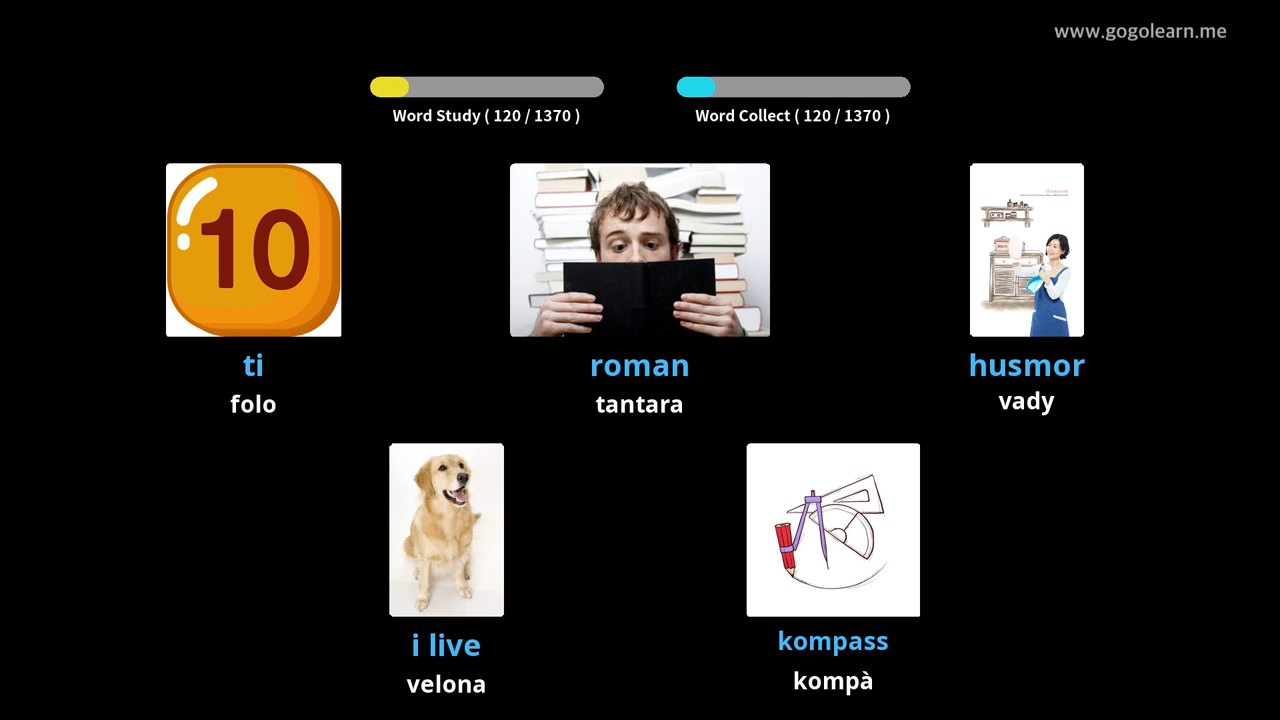 www.gogolearn.me
Word Study ( 120 / 1370 )
Word Collect ( 120 / 1370 )
10
ti
roman
husmor
folo
tantara
vady
i live
kompass
velona
kompà